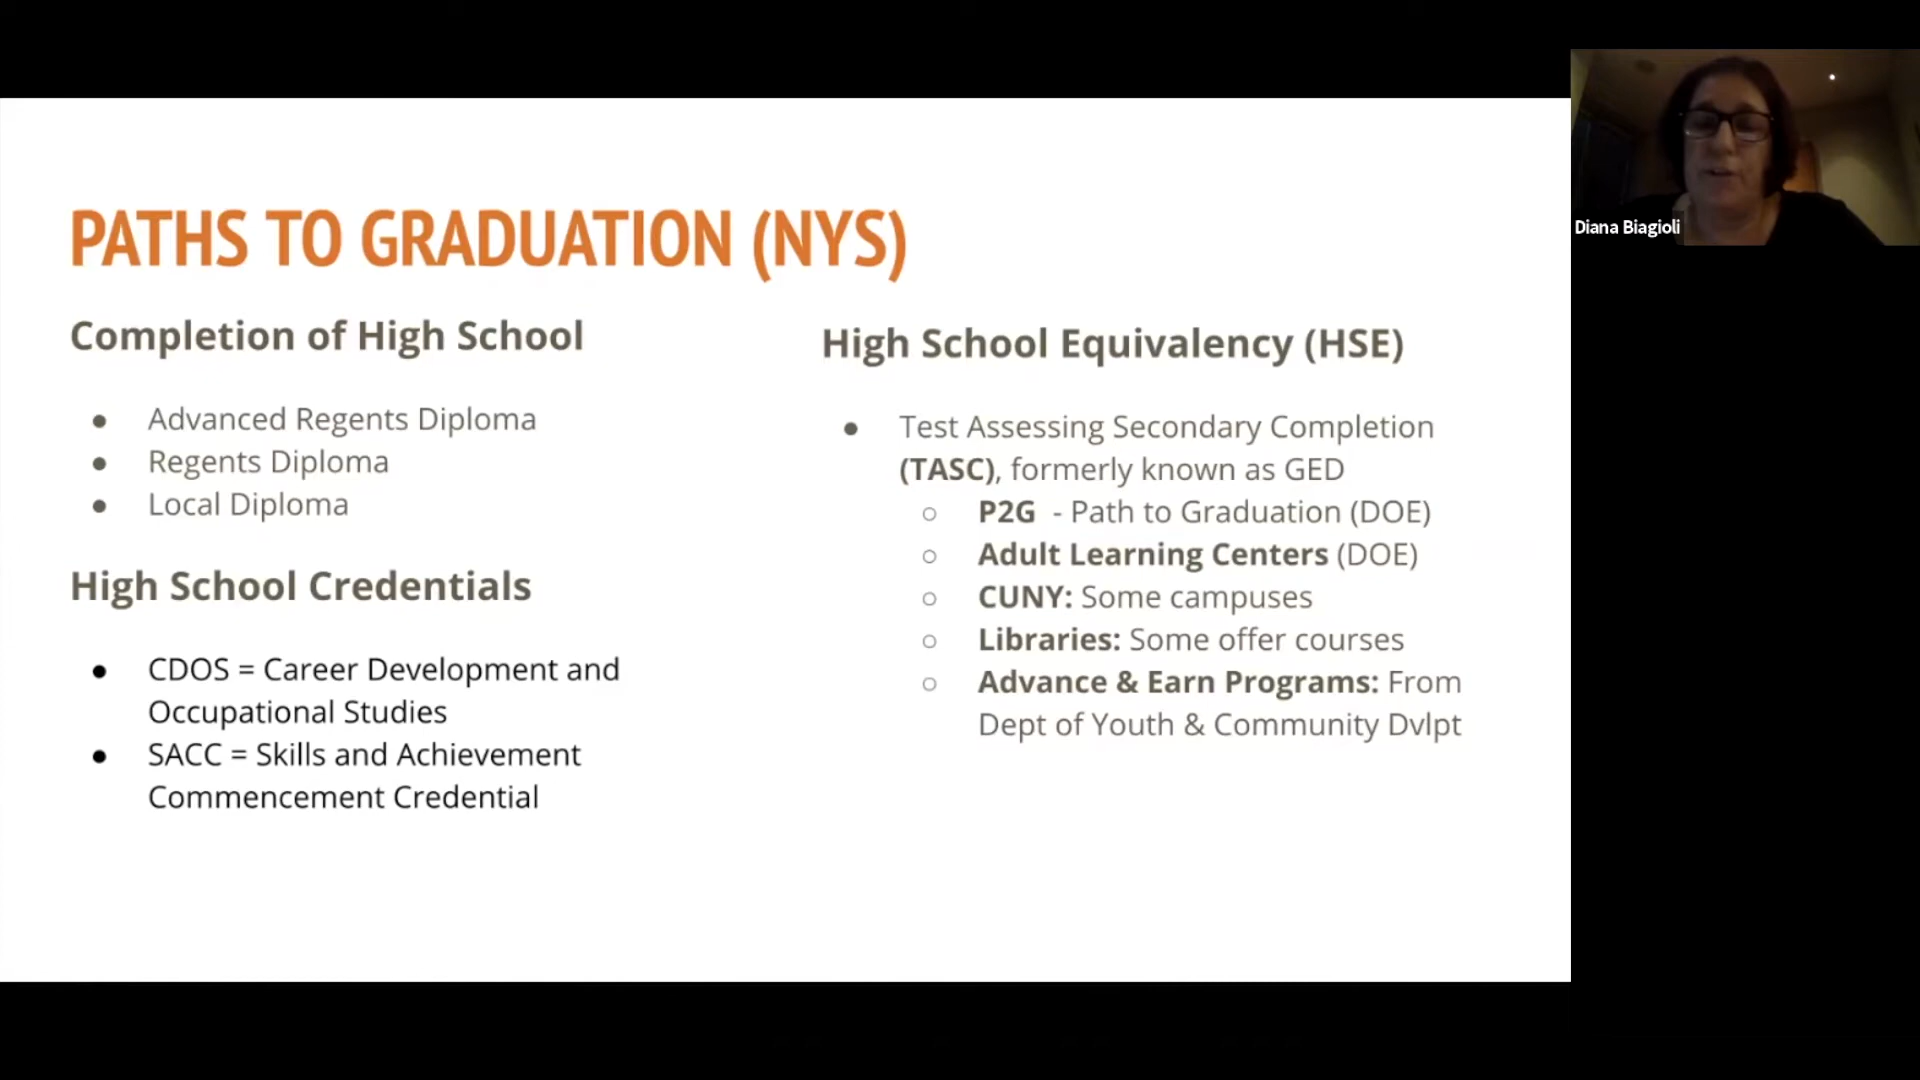 PATHS TO GRADUATION (NYS)
Completion of High School
● Advanced Regents Diploma
● Regents Diploma
● Local Diploma
High School Credentials
● CDOS = Career Development and
Occupational Studies
● SACC = Skills and Achievement
Commencement Credential
High School Equivalency (HSE)
● Test Assessing Secondary Completion
(TASC), formerly known as GED
○ P2G - Path to Graduation (DOE)
○ Adult Learning Centers (DOE)
○ CUNY: Some campuses
○ Libraries: Some offer courses
○ Advance & Earn Programs: From
Dept of Youth & Community Dvlpt
Diana Biagioli